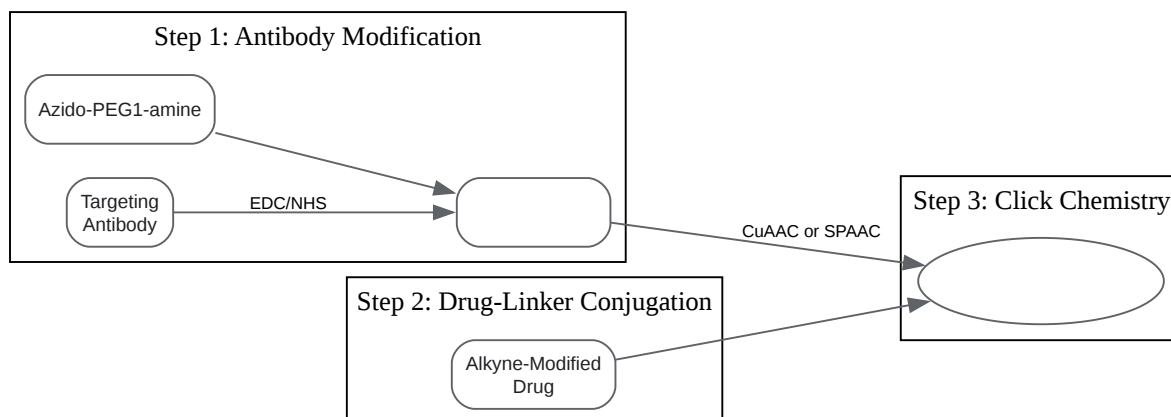 Step 1: Antibody Modification
Azido-PEG1-amine
Targeting
Antibody
EDC/NHS
CuAAC or SPAAC
Step 3: Click Chemistry
Step 2: Drug-Linker Conjugation
Alkyne-Modified
Drug